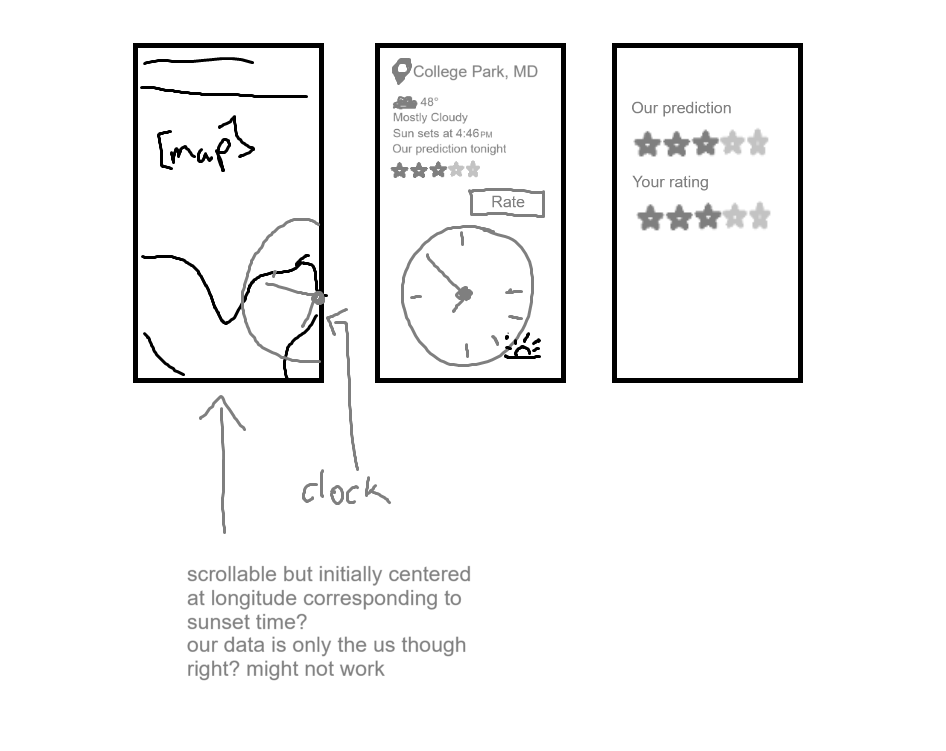 [map]
College Park, MD
48°
Mostly Cloudy
Sun sets at 4:46PM
Our prediction tonight
Rate
Our prediction
Your rating
clock
scrollable but initially centered
at longitude corresponding to
sunset time?
our data is only the us though
right? might not work